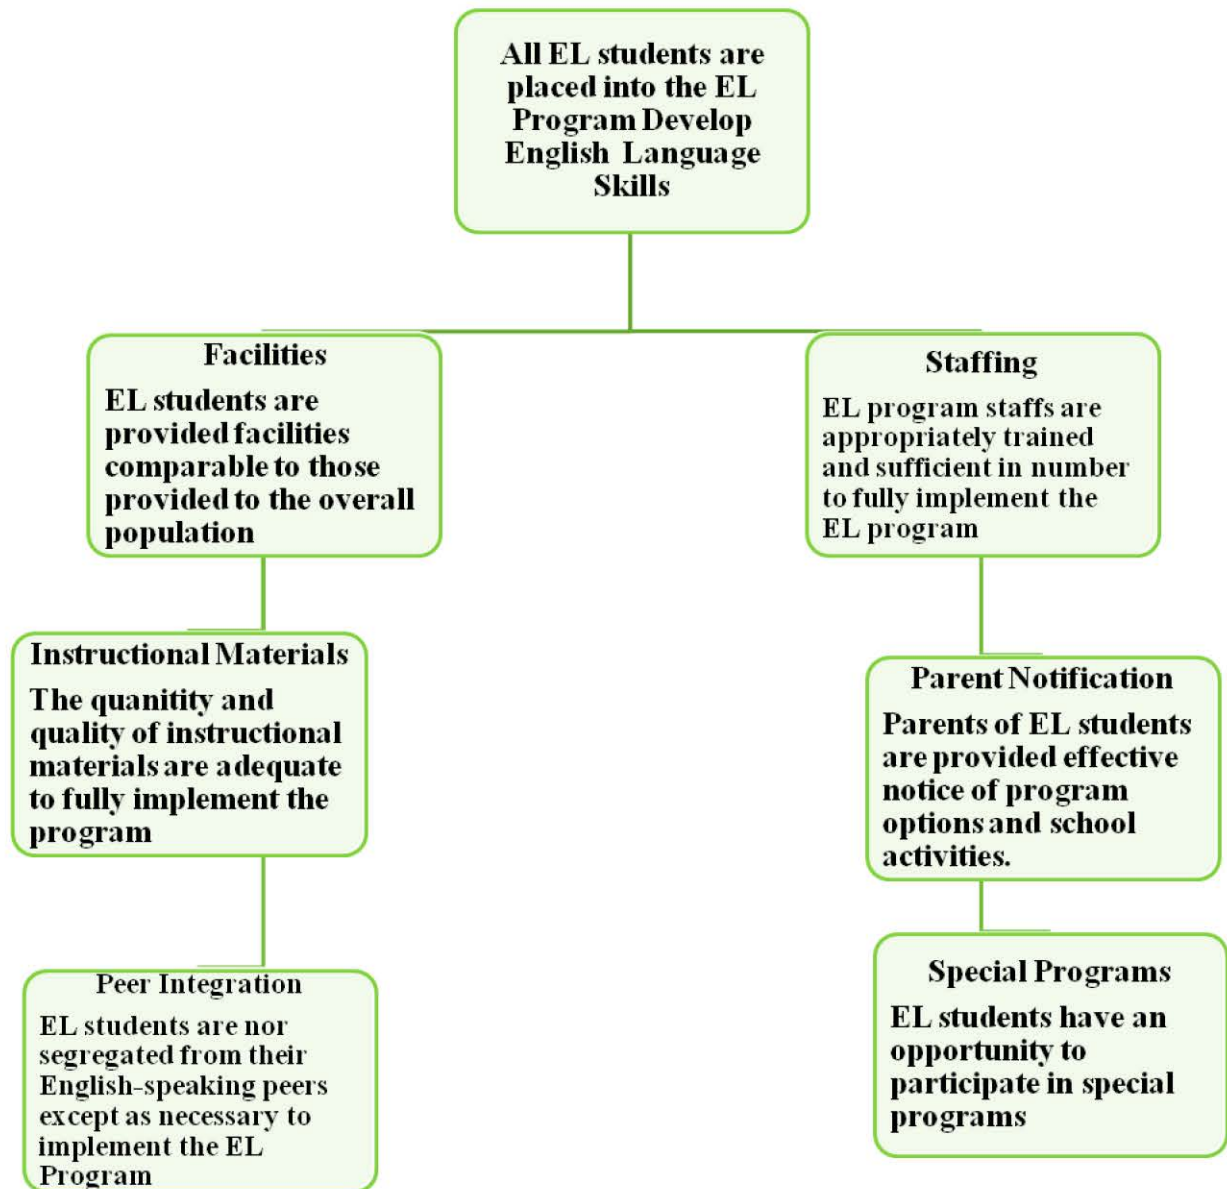 All EL students are
placed into the EL
Program Develop
English Language
Skills
Facilities
EL students are
provided facilities
comparable to those
provided to the overall
population
Instructional Materials
The quanitity and
quality of instructional
materials are adequate
to fully implement the
program
Peer Integration
EL students are nor
segregated from their
English-speaking peers
except as necessary to
implement the EL
Program
Staffing
EL program staffs are
appropriately trained
and sufficient in number
to fully implement the
EL program
Parent Notification
Parents of EL students
are provided effective
notice of program
options and school
activities.
Special Programs
EL students have an
opportunity to
participate in special
programs